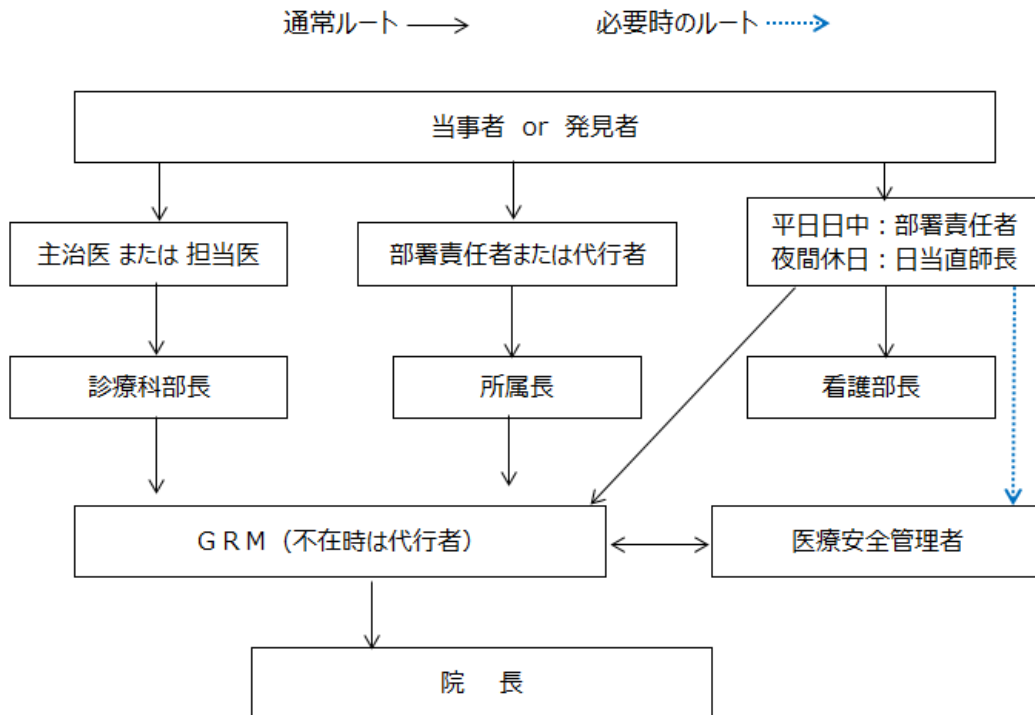 通常ルート
必要時のルート
当事者 or 発見者
主治医 または 担当医
部署責任者または代行者
平日日中：部署責任者
夜間休日：日当直師長
診療科部長
所属長
看護部長
ＧＲＭ（不在時は代行者）
医療安全管理者
院 長